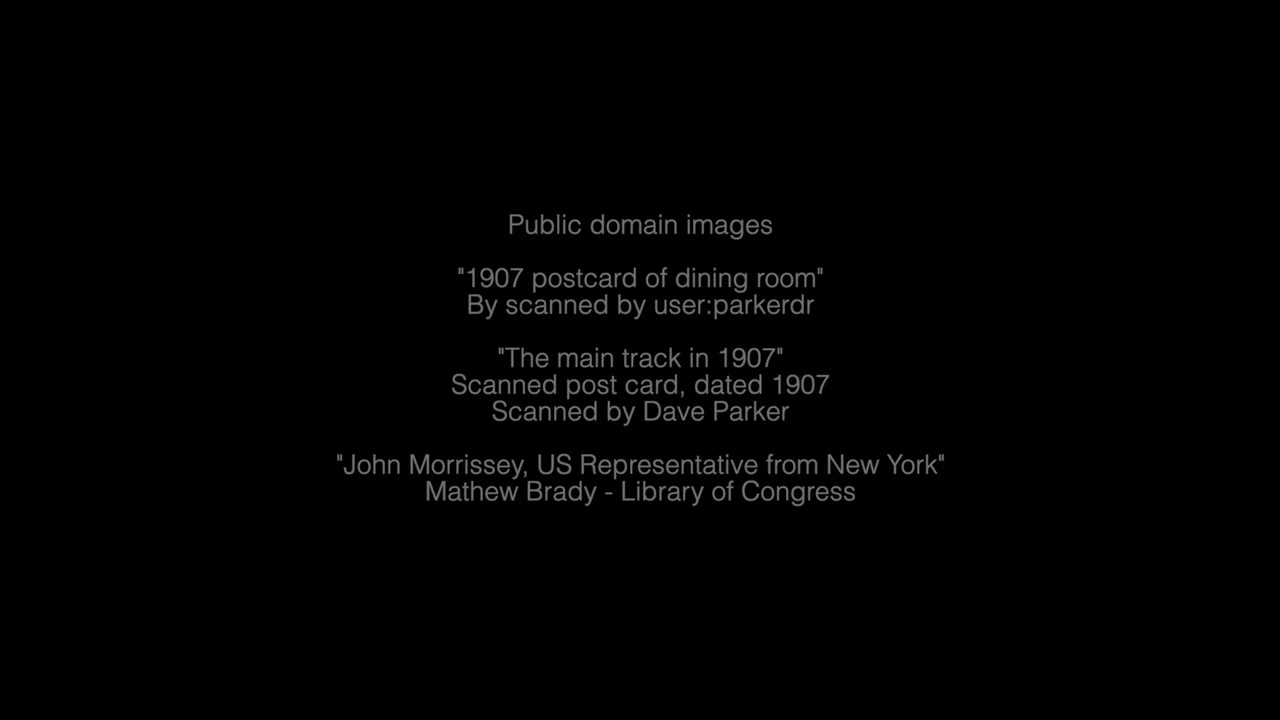 Public domain images
"1907 postcard of dining room"
By scanned by user:parkerdr
"The main track in 1907"
Scanned post card, dated 1907
Scanned by Dave Parker
"John Morrissey, US Representative from New York"
Mathew Brady - Library of Congress